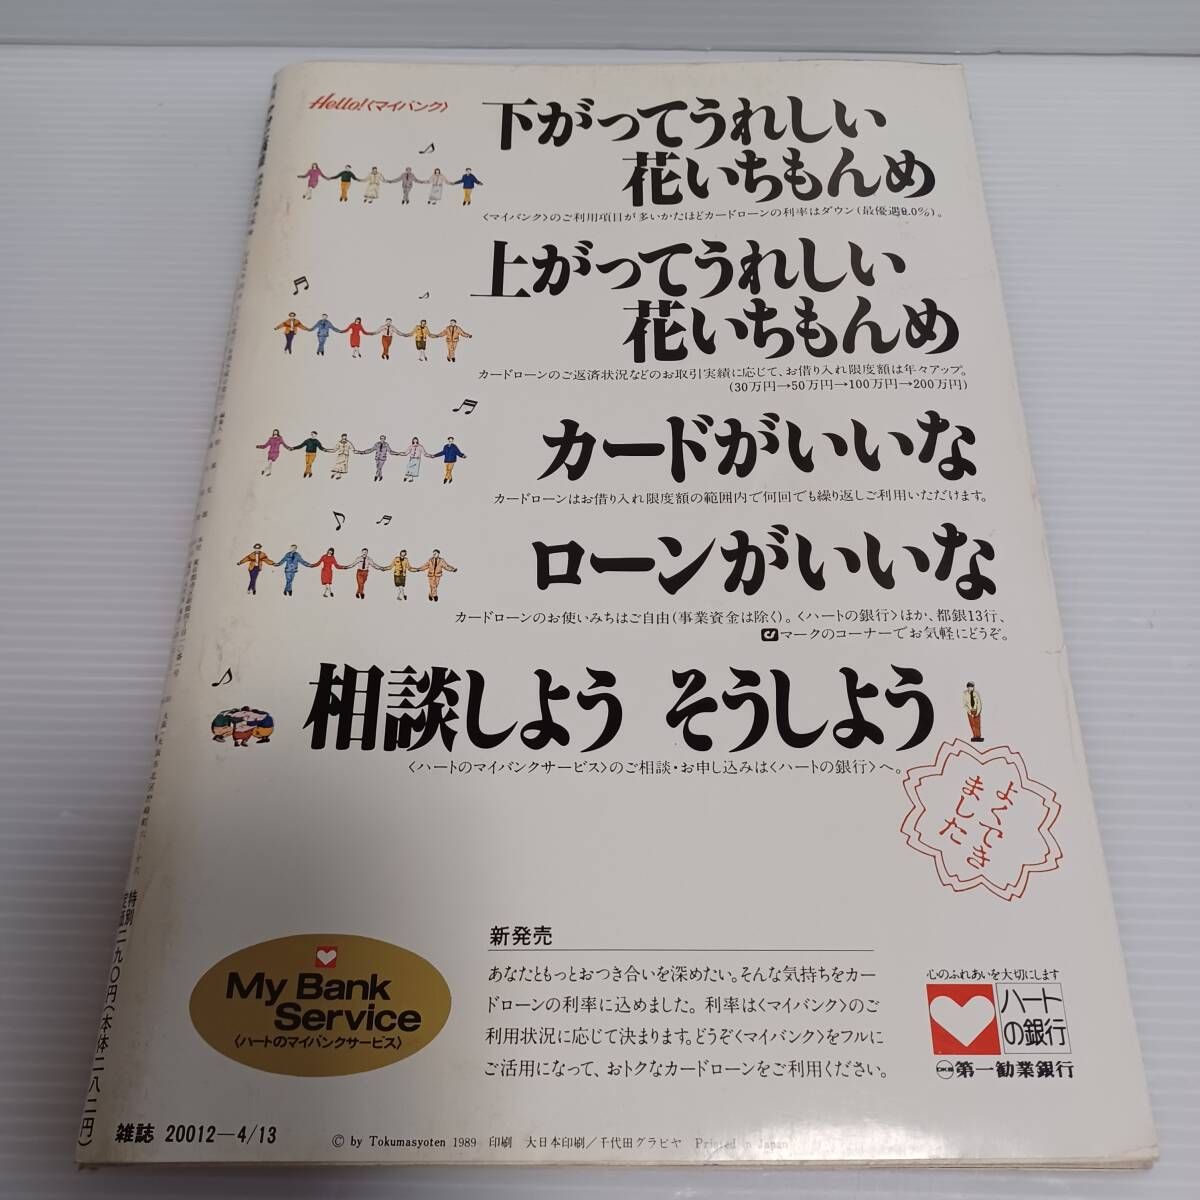 Hello!〈マイバンク〉
下がってうれしい
花いちもんめ
〈マイバンク〉のご利用項目が多いかたほどカードローンの利率はダウン(最優遇9.0%)。
上がってうれしい
花いちもんめ
カードローンのご返済状況などのお取引実績に応じて、お借り入れ限度額は年々アップ。
(30万円→50万円→100万円→200万円)
カードがいいな
カードローンはお借り入れ限度額の範囲内で何回でも繰り返しご利用いただけます。
ローンがいいな
カードローンのお使いみちはご自由(事業資金は除く)。〈ハートの銀行〉ほか、都銀13行、
マークのコーナーでお気軽にどうぞ。
相談しよう そうしよう
〈ハートのマイバンクサービス〉のご相談・お申し込みは〈ハートの銀行〉へ。
よくでき
ました
My Bank
Service
〈ハートのマイバンクサービス〉
新発売
あなたともっとおつき合いを深めたい。そんな気持ちをカー
ドローンの利率に込めました。利率は〈マイバンク〉のご
利用状況に応じて決まります。どうぞ〈マイバンク〉をフルに
ご活用になって、おトクなカードローンをご利用ください。
心のふれあいを大切にします
ハート
の銀行
DKB 第一勧業銀行
特別定価二九〇円(本体二八二円)
雑誌 20012-4/13
© by Tokumasyoten 1989 印刷 大日本印刷/千代田グラビヤ Printed in Japan